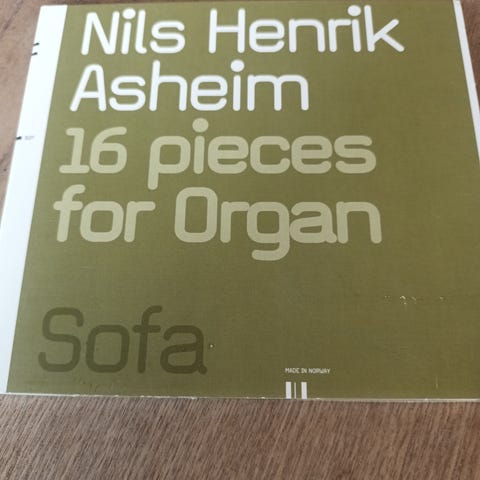 Nils Henrik
Asheim
16 pieces
for Organ
Sofa
MADE IN NORWAY